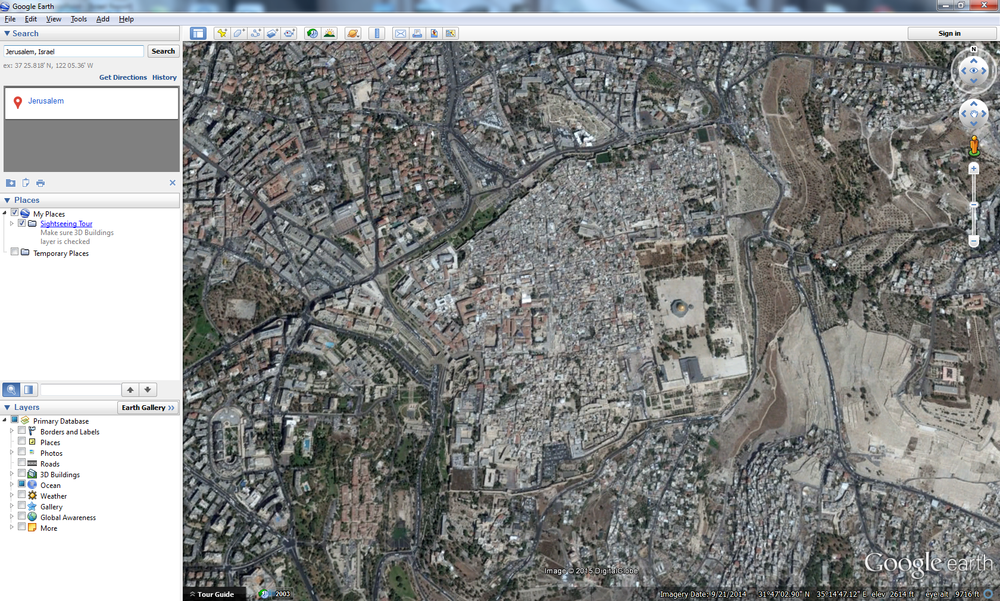 Google Earth
File Edit View Tools Add Help
Search
Jerusalem, Israel
Search
ex: 37 25.818' N, 122 05.36' W
Get Directions History
Jerusalem
Places
My Places
Sightseeing Tour
Make sure 3D Buildings
layer is checked
Temporary Places
Layers
Earth Gallery »
Primary Database
Borders and Labels
Places
Photos
Roads
3D Buildings
Ocean
Weather
Gallery
Global Awareness
More
Sign in
N
Google earth
Image © 2015 DigitalGlobe
Tour Guide
2003
Imagery Date: 9/21/2014 31°47'02.90" N 35°14'47.12" E elev 2614 ft eye alt 9716 ft